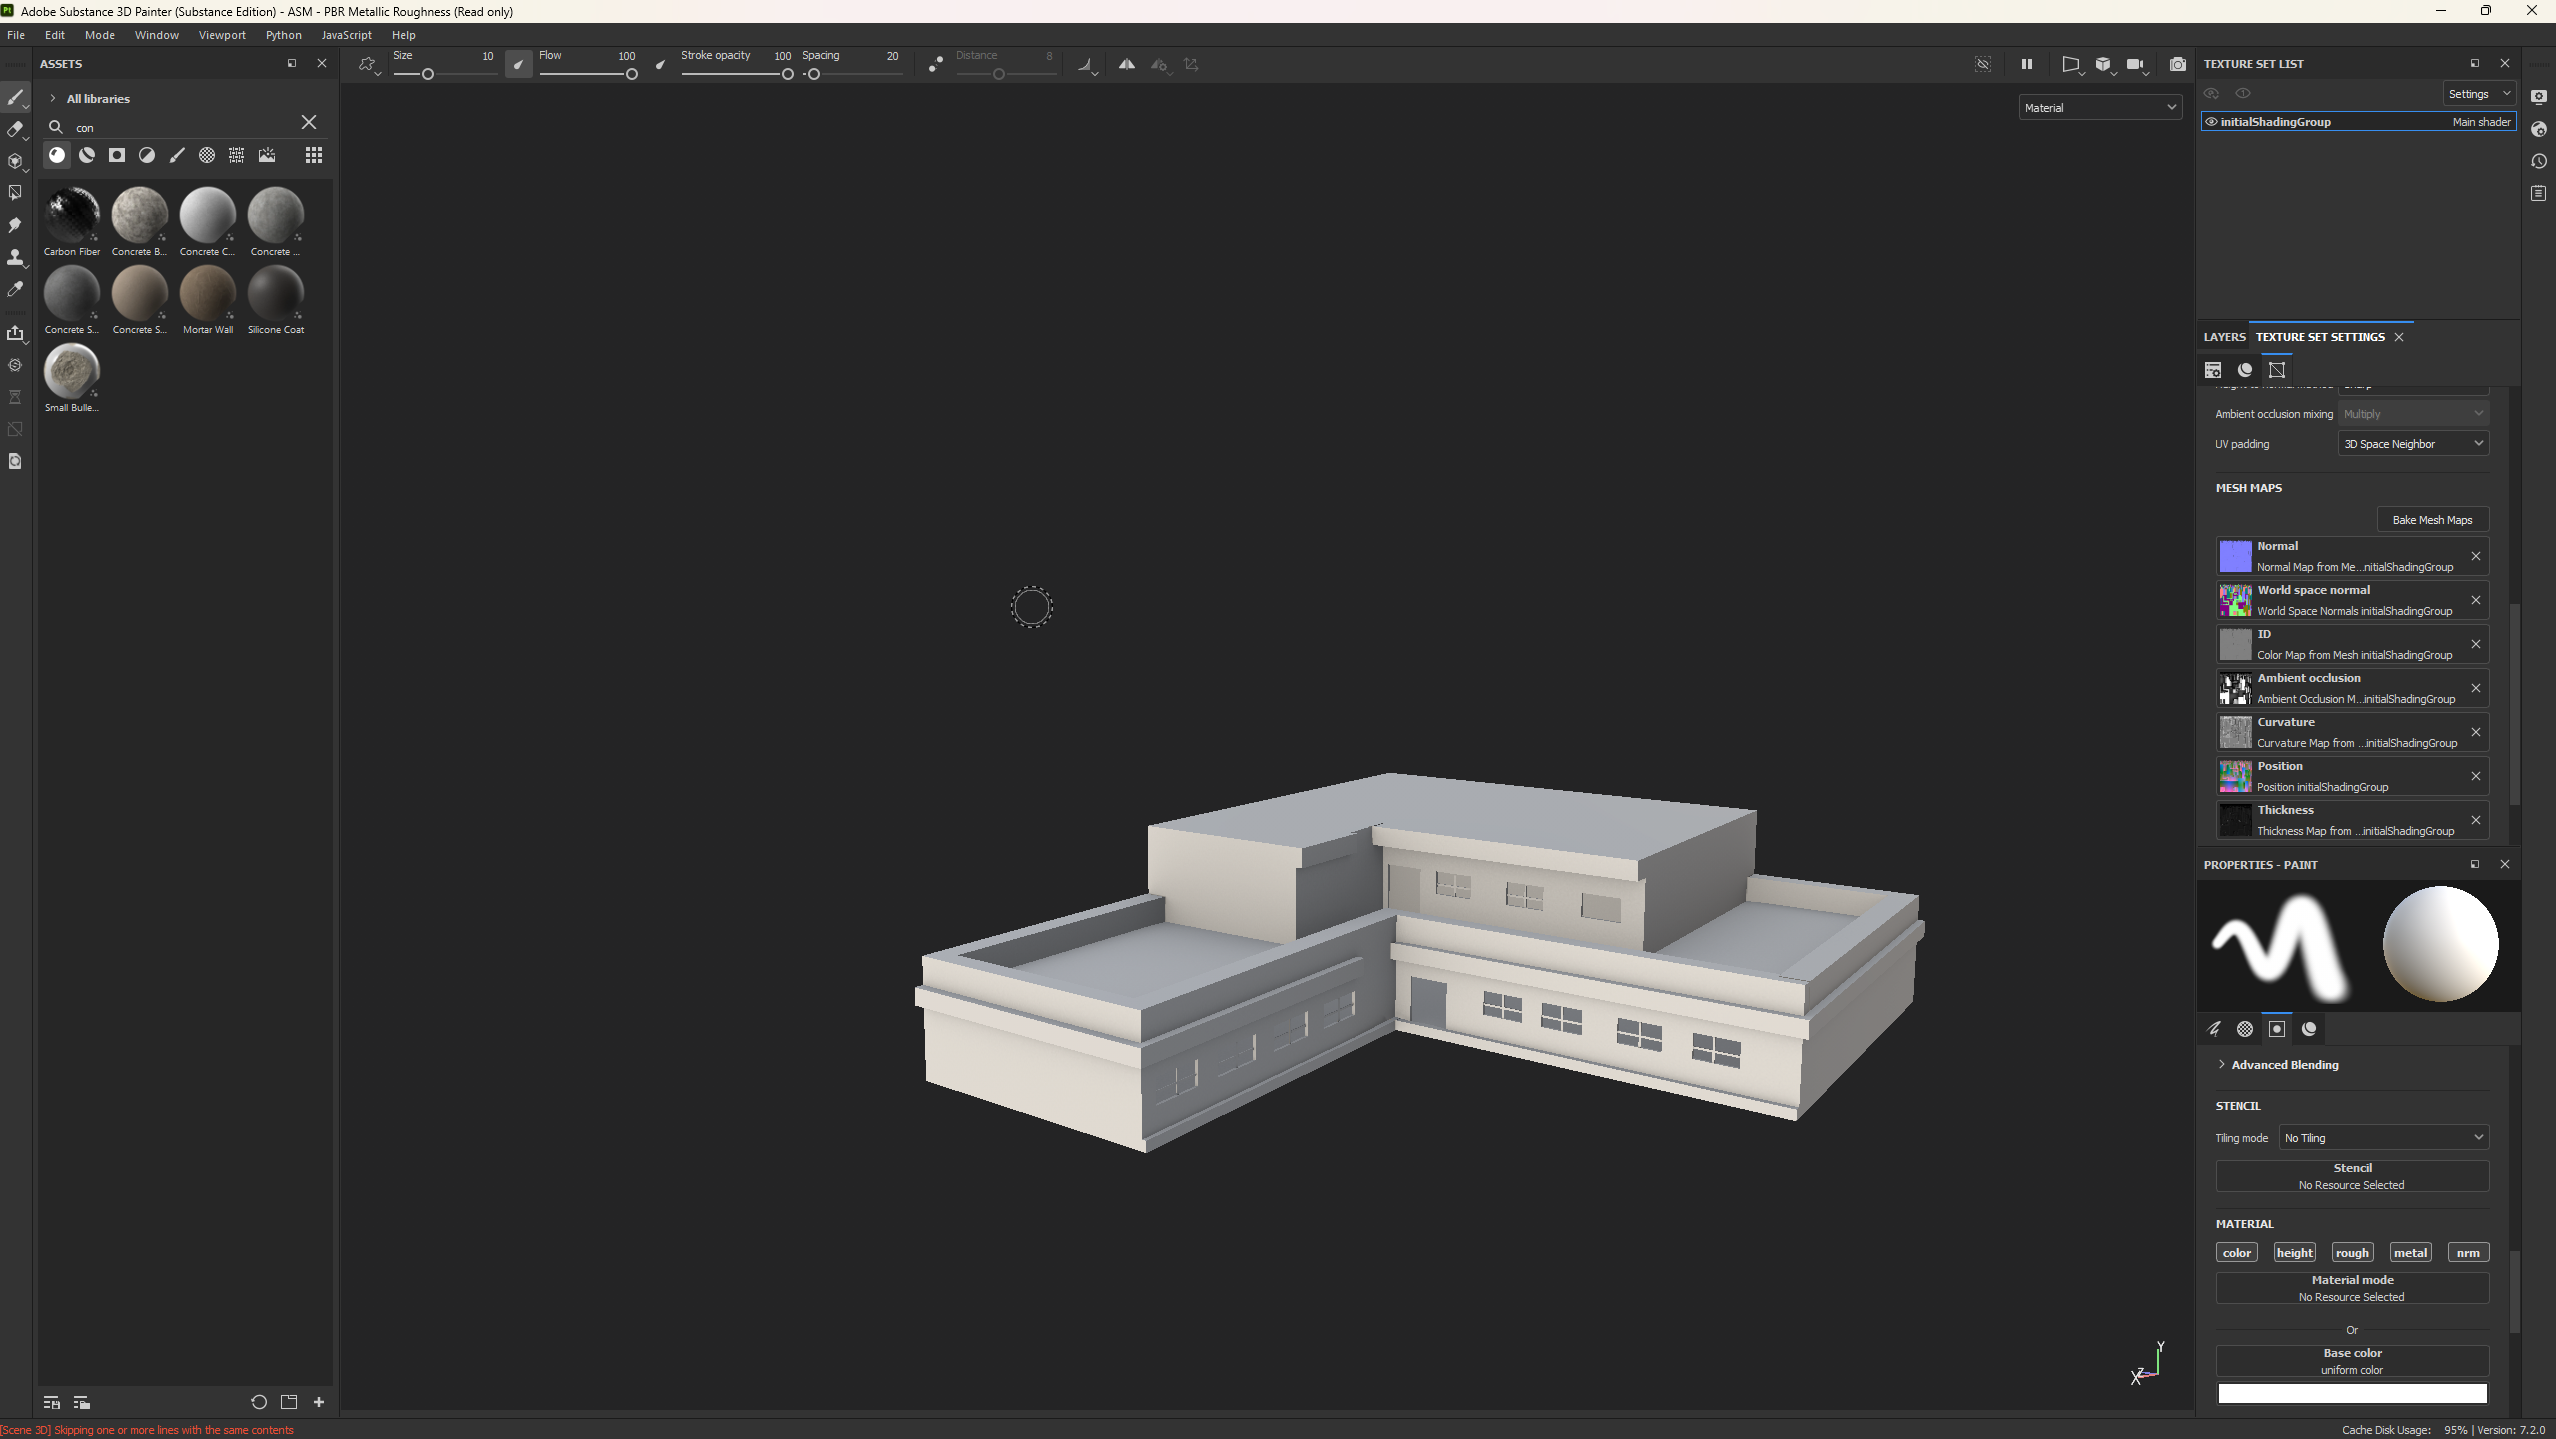 Adobe Substance 3D Painter (Substance Edition) - ASM - PBR Metallic Roughness (Read only)
File Edit Mode Window Viewport Python JavaScript Help
ASSETS
Size 10 Flow 100 Stroke opacity 100 Spacing 20 Distance 8
TEXTURE SET LIST
All libraries
Settings
con
Material
initialShadingGroup Main shader
Carbon Fiber Concrete B... Concrete C... Concrete ...
Concrete S... Concrete S... Mortar Wall Silicone Coat
Small Bulle...
LAYERS TEXTURE SET SETTINGS
Ambient occlusion mixing Multiply
UV padding 3D Space Neighbor
MESH MAPS
Bake Mesh Maps
Normal
Normal Map from Me...nitialShadingGroup
World space normal
World Space Normals initialShadingGroup
ID
Color Map from Mesh initialShadingGroup
Ambient occlusion
Ambient Occlusion M...initialShadingGroup
Curvature
Curvature Map from ...initialShadingGroup
Position
Position initialShadingGroup
Thickness
Thickness Map from ...initialShadingGroup
PROPERTIES - PAINT
Advanced Blending
STENCIL
Tiling mode No Tiling
Stencil
No Resource Selected
MATERIAL
color height rough metal nrm
Material mode
No Resource Selected
Or
Base color
uniform color
Y
Z
X
[Scene 3D] Skipping one or more lines with the same contents
Cache Disk Usage: 95% | Version: 7.2.0